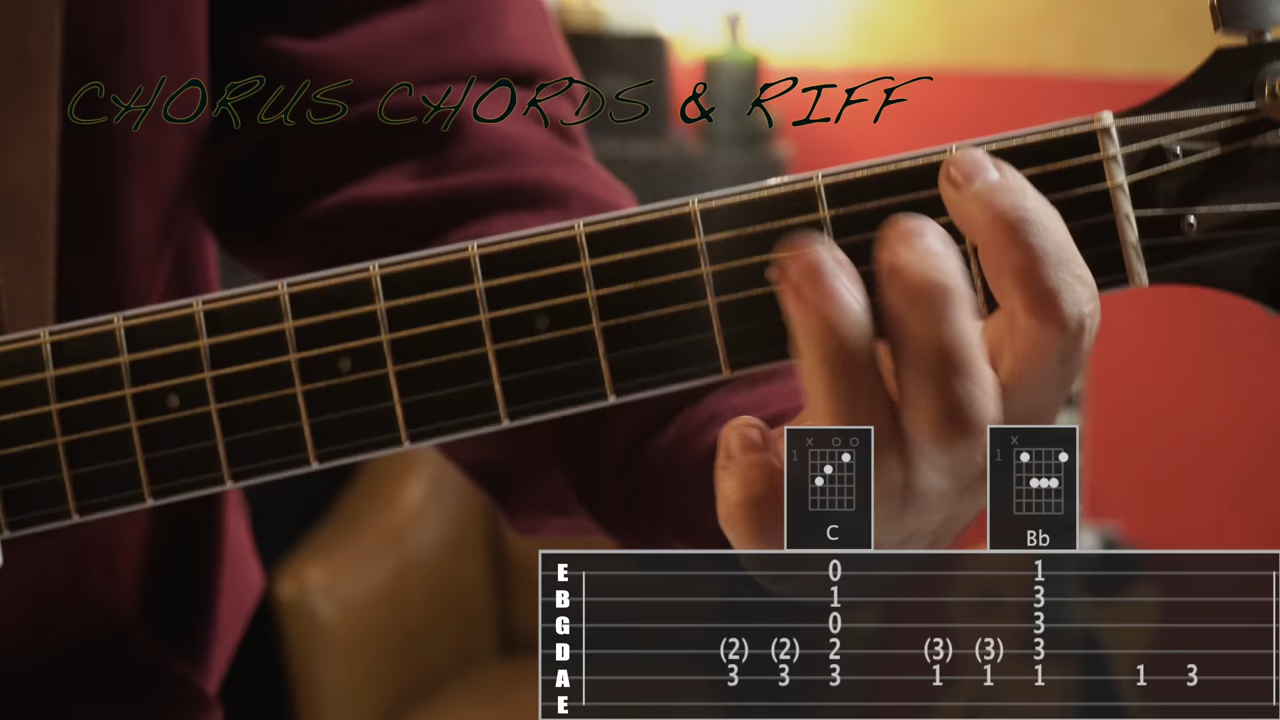 CHORUS CHORDS & RIFF
x o o x
1 1
C Bb
E 0 1
B 1 3
G 0 3
D (2) (2) 2 (3) (3) 3
A 3 3 3 1 1 1 1 3
E